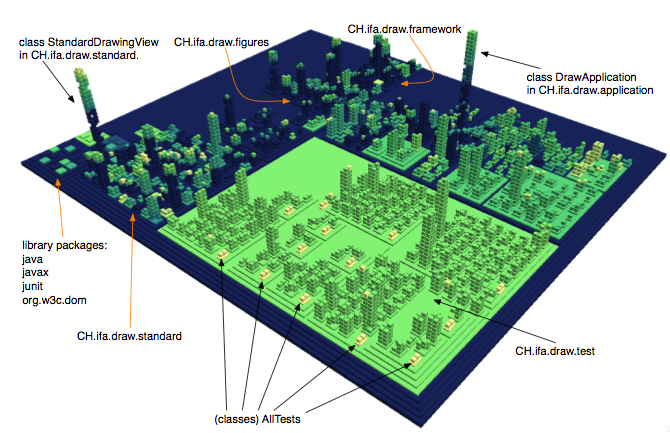 class StandardDrawingView
in CH.ifa.draw.standard.
CH.ifa.draw.figures
CH.ifa.draw.framework
class DrawApplication
in CH.ifa.draw.application
library packages:
java
javax
junit
org.w3c.dom
CH.ifa.draw.standard
CH.ifa.draw.test
(classes) AllTests